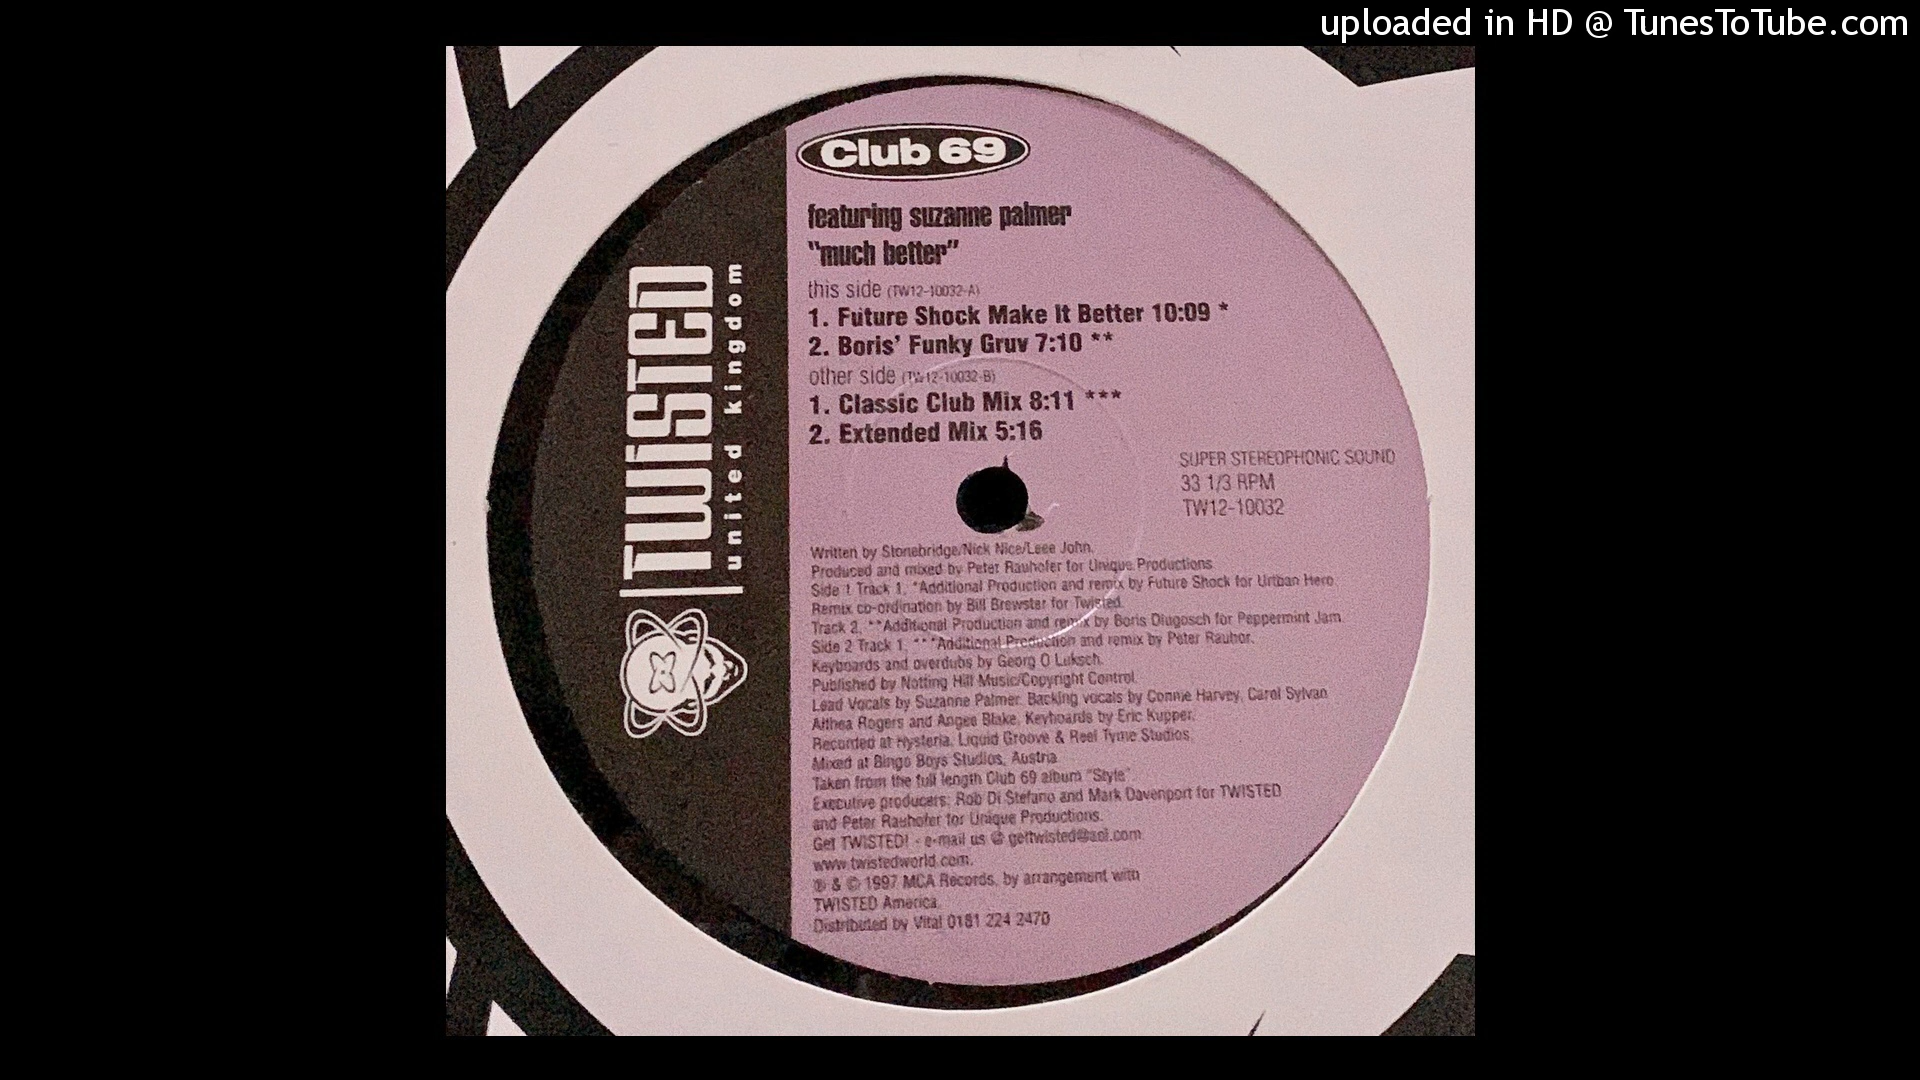 uploaded in HD @ TunesToTube.com
Club 69
featuring suzanne palmer
"much better"
this side (TW12-10032-A)
1. Future Shock Make It Better 10:09 *
2. Boris' Funky Gruv 7:10 **
other side (TW12-10032-B)
1. Classic Club Mix 8:11 ***
2. Extended Mix 5:16
SUPER STEREOPHONIC SOUND
33 1/3 RPM
TW12-10032
TWISTED
united kingdom
Written by Stonebridge/Nick Nice/Leee John.
Produced and mixed by Peter Rauhofer for Unique Productions
Side 1 Track 1, *Additional Production and remix by Future Shock for Urtban Hero.
Remix co-ordination by Bill Brewster for Twisted.
Track 2, **Additional Production and remix by Boris Dlugosch for Peppermint Jam.
Side 2 Track 1, ***Additional Production and remix by Peter Rauhor.
Keyboards and overdubs by Georg O Luksch.
Published by Notting Hill Music/Copyright Control.
Lead Vocals by Suzanne Palmer. Backing vocals by Connie Harvey, Carol Sylvan
Althea Rogers and Angee Blake, Keyboards by Eric Kupper.
Recorded at Hysteria, Liquid Groove & Reel Tyme Studios.
Mixed at Bingo Boys Studios, Austria
Taken from the full length Club 69 album "Style".
Executive producers: Rob Di Stefano and Mark Davenport for TWISTED
and Peter Rauhofer for Unique Productions.
Get TWISTED! - e-mail us @ gettwisted@aol.com
www.twistedworld.com.
℗ & © 1997 MCA Records, by arrangement with
TWISTED America.
Distributed by Vital 0181 224 2470